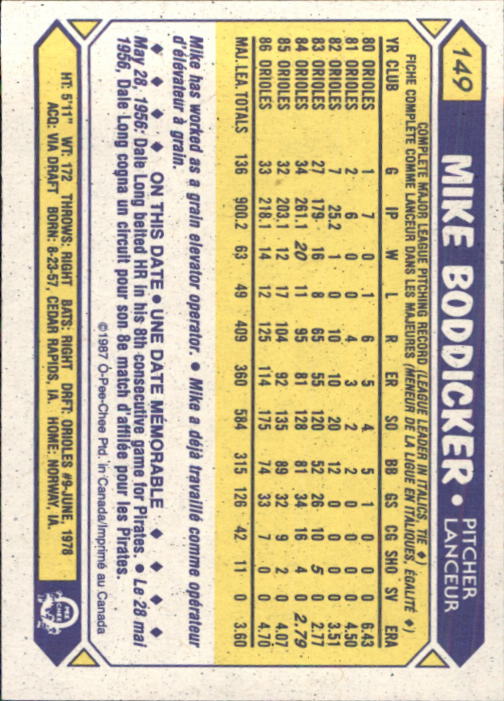 149
MIKE BODDICKER • PITCHER
LANCEUR
COMPLETE MAJOR LEAGUE PITCHING RECORD (LEAGUE LEADER IN ITALICS, TIE ♦)
FICHE COMPLÈTE COMME LANCEUR DANS LES MAJEURES (MENEUR DE LA LIGUE EN ITALIQUES, ÉGALITÉ ♦)
YR CLUB G IP W L R ER SO BB GS CG SHO SV ERA
80 ORIOLES 1 7 0 1 6 5 4 5 1 0 0 0 6.43
81 ORIOLES 2 6 0 0 4 3 2 2 0 0 0 0 4.50
82 ORIOLES 7 25.2 1 0 10 10 20 12 0 0 0 0 3.51
83 ORIOLES 27 179 16 8 65 55 120 52 26 10 5 0 2.77
84 ORIOLES 34 261.1 20 11 95 81 128 81 34 16 4 0 2.79
85 ORIOLES 32 203.1 12 17 104 92 135 89 32 9 2 0 4.07
86 ORIOLES 33 218.1 14 12 125 114 175 74 33 7 0 0 4.70
MAJ. LEA. TOTALS 136 900.2 63 49 409 360 584 315 126 42 11 0 3.60
Mike has worked as a grain elevator operator. • Mike a déjà travaillé comme opérateur
d'élévateur à grain.
♦ ♦ ♦ ON THIS DATE • UNE DATE MÉMORABLE ♦ ♦ ♦ ♦
May 28, 1956: Dale Long belted HR in his 8th consecutive game for Pirates. • Le 28 mai
1956, Dale Long cogna un circuit pour son 8e match d'affilée pour les Pirates.
©1987 O-Pee-Chee Ptd. in Canada/Imprimé au Canada
HT: 5'11" WT: 172 THROWS: RIGHT BATS: RIGHT DRFT: ORIOLES #9-JUNE, 1978
ACQ: VIA DRAFT BORN: 8-23-57, CEDAR RAPIDS, IA. HOME: NORWAY, IA.
O PEE CHEE